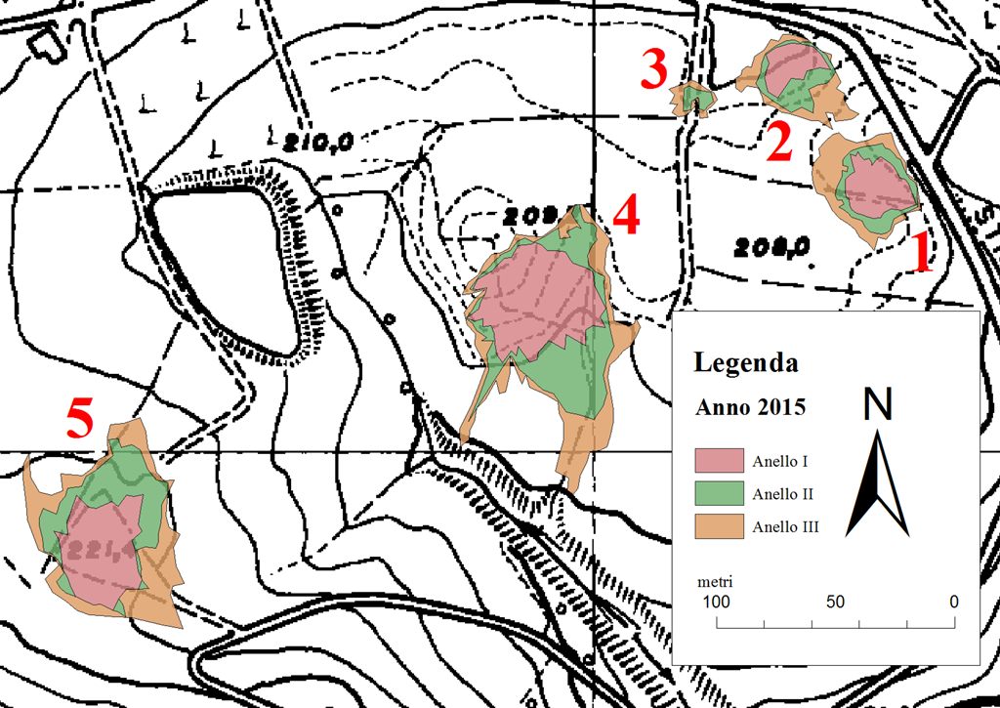 3
2
210,0
4
208,0
1
Legenda
Anno 2015
N
Anello I
Anello II
Anello III
5
metri
100 50 0